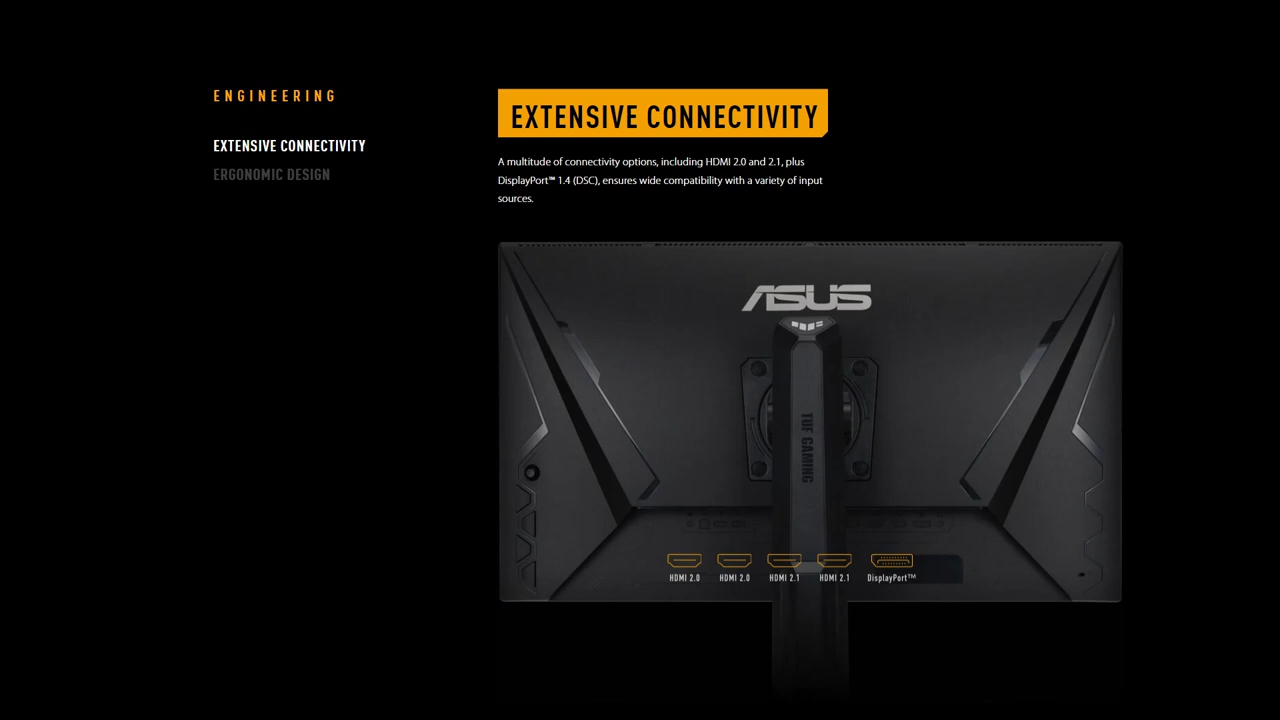 ENGINEERING
EXTENSIVE CONNECTIVITY
ERGONOMIC DESIGN
EXTENSIVE CONNECTIVITY
A multitude of connectivity options, including HDMI 2.0 and 2.1, plus
DisplayPort™ 1.4 (DSC), ensures wide compatibility with a variety of input
sources.
ASUS
TUF GAMING
HDMI 2.0 HDMI 2.0 HDMI 2.1 HDMI 2.1 DisplayPort™